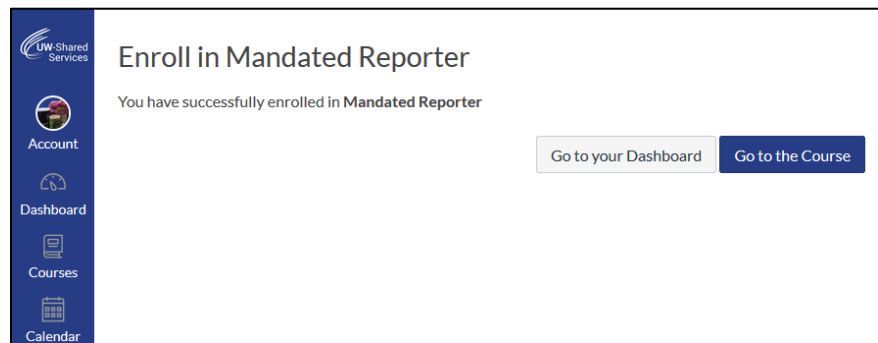 UW-Shared
Services
Account
Dashboard
Courses
Calendar
Enroll in Mandated Reporter
You have successfully enrolled in Mandated Reporter
Go to your Dashboard
Go to the Course